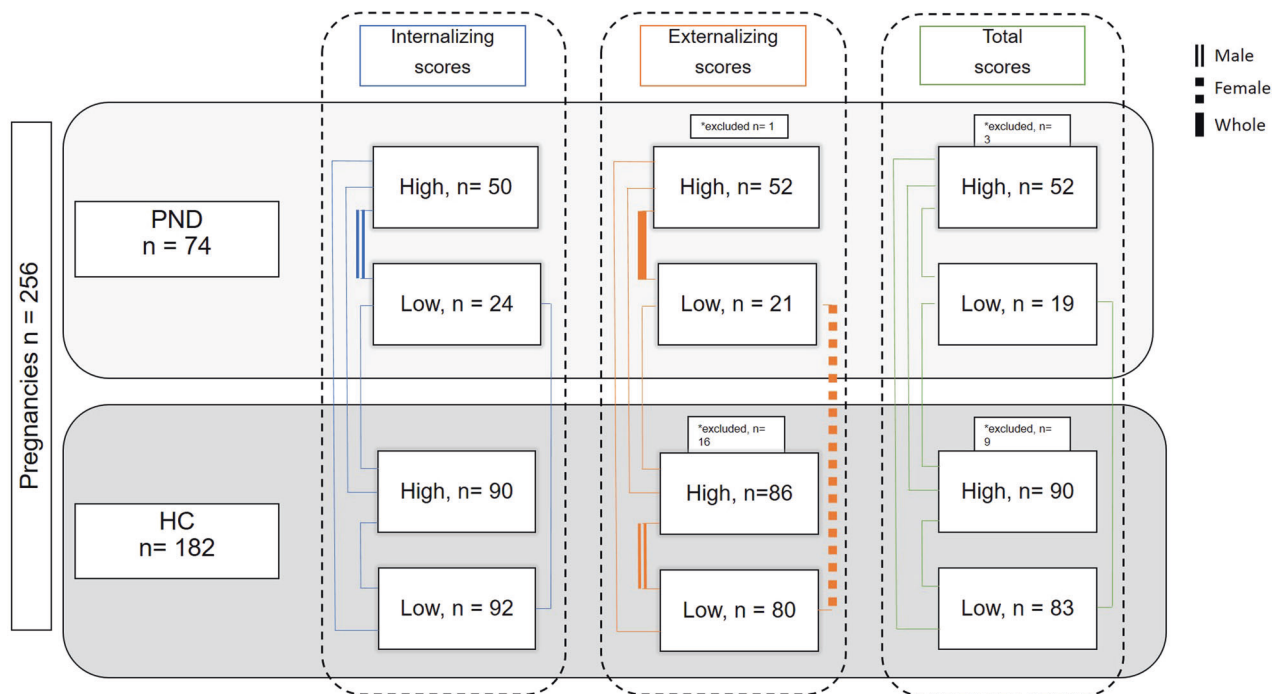 Internalizing
scores
Externalizing
scores
Total
scores
Male
Female
Whole
Pregnancies n = 256
PND
n = 74
*excluded n= 1
*excluded, n=
3
High, n= 50
High, n= 52
High, n= 52
Low, n = 24
Low, n = 21
Low, n = 19
HC
n= 182
*excluded, n=
16
*excluded, n=
9
High, n= 90
High, n=86
High, n= 90
Low, n = 92
Low, n = 80
Low, n = 83